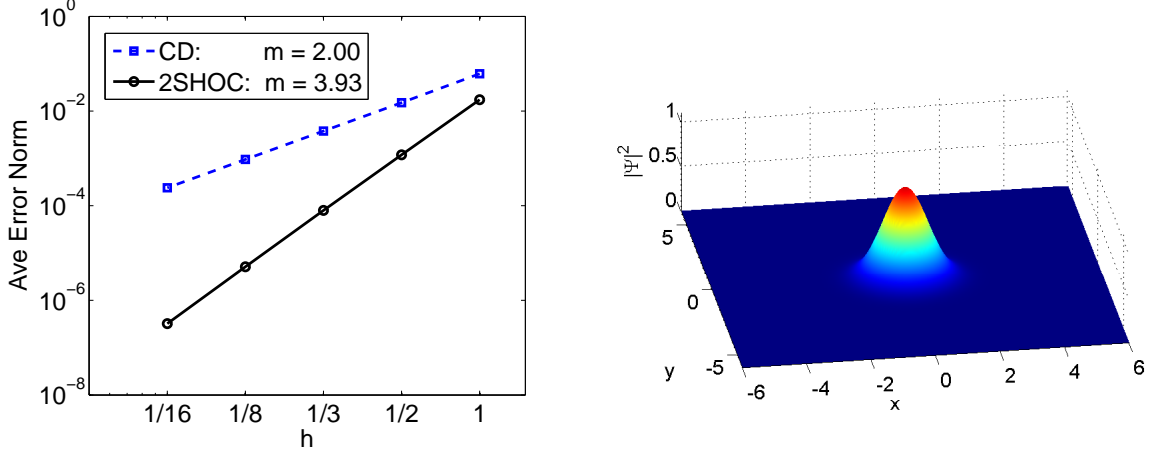 10^0
10^-2
10^-4
10^-6
10^-8
Ave Error Norm
CD: m = 2.00
2SHOC: m = 3.93
1/16 1/8 1/3 1/2 1
h
1
0.5
0
|Ψ|^2
5
0
-5
y
-6 -4 -2 0 2 4 6
x